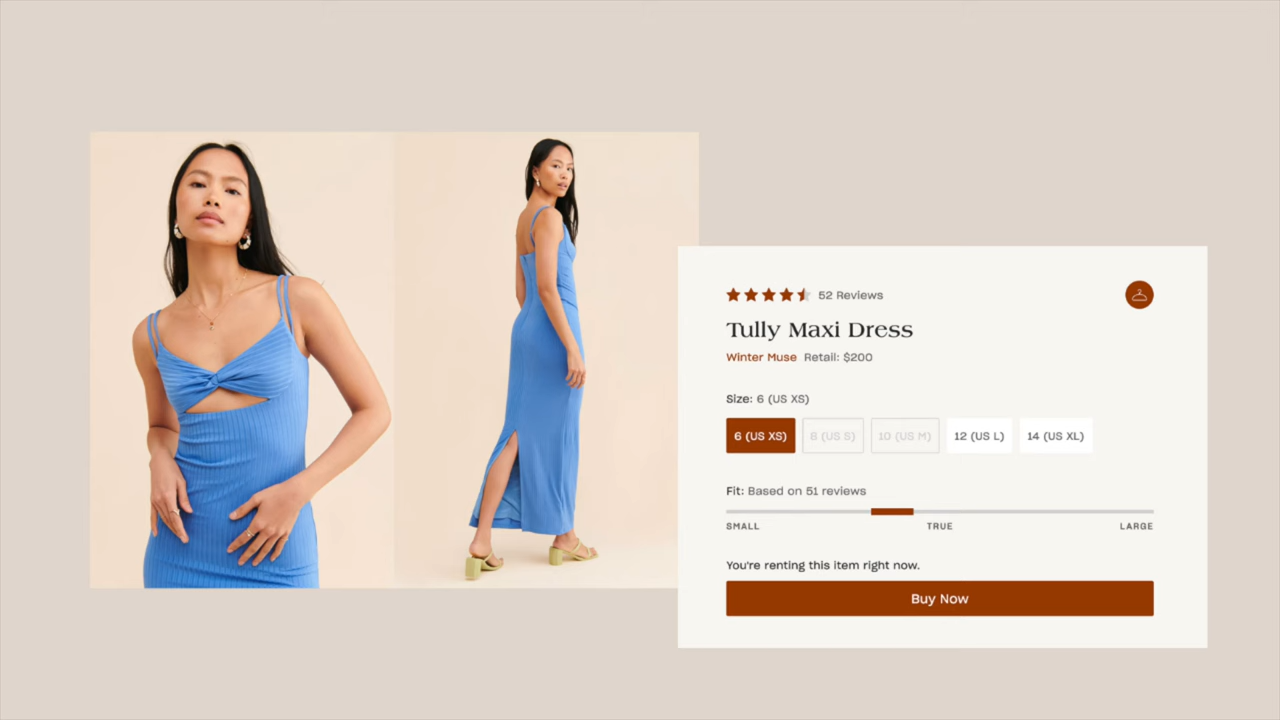 52 Reviews
Tully Maxi Dress
Winter Muse Retail: $200
Size: 6 (US XS)
6 (US XS) 8 (US S) 10 (US M) 12 (US L) 14 (US XL)
Fit: Based on 51 reviews
SMALL TRUE LARGE
You're renting this item right now.
Buy Now